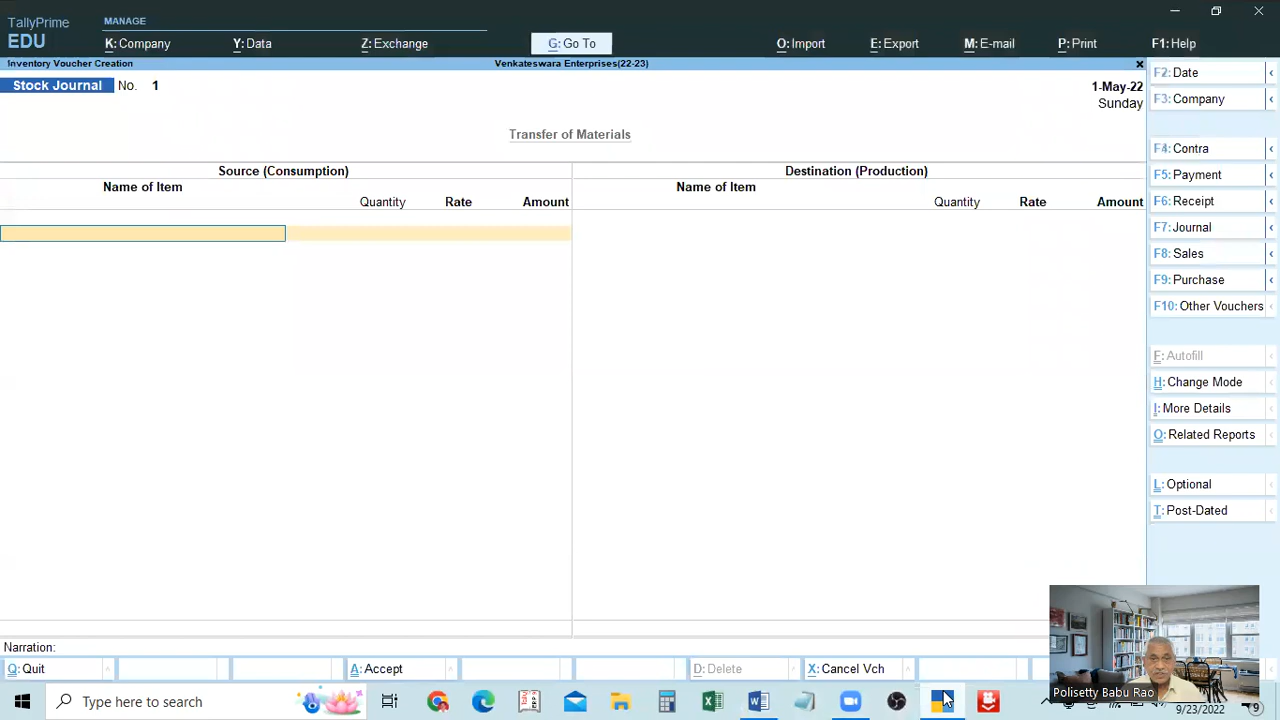 TallyPrime
EDU
MANAGE
K: Company
Y: Data
Z: Exchange
G: Go To
O: Import
E: Export
M: E-mail
P: Print
F1: Help
Inventory Voucher Creation
Venkateswara Enterprises(22-23)
Stock Journal No. 1
1-May-22
Sunday
Transfer of Materials
Source (Consumption)
Destination (Production)
Name of Item
Name of Item
Quantity Rate Amount
Quantity Rate Amount
F2: Date
F3: Company
F4: Contra
F5: Payment
F6: Receipt
F7: Journal
F8: Sales
F9: Purchase
F10: Other Vouchers
F: Autofill
H: Change Mode
I: More Details
O: Related Reports
L: Optional
T: Post-Dated
Narration:
Q: Quit
A: Accept
D: Delete
X: Cancel Vch
Polisetty Babu Rao
Type here to search
9/23/2022
9